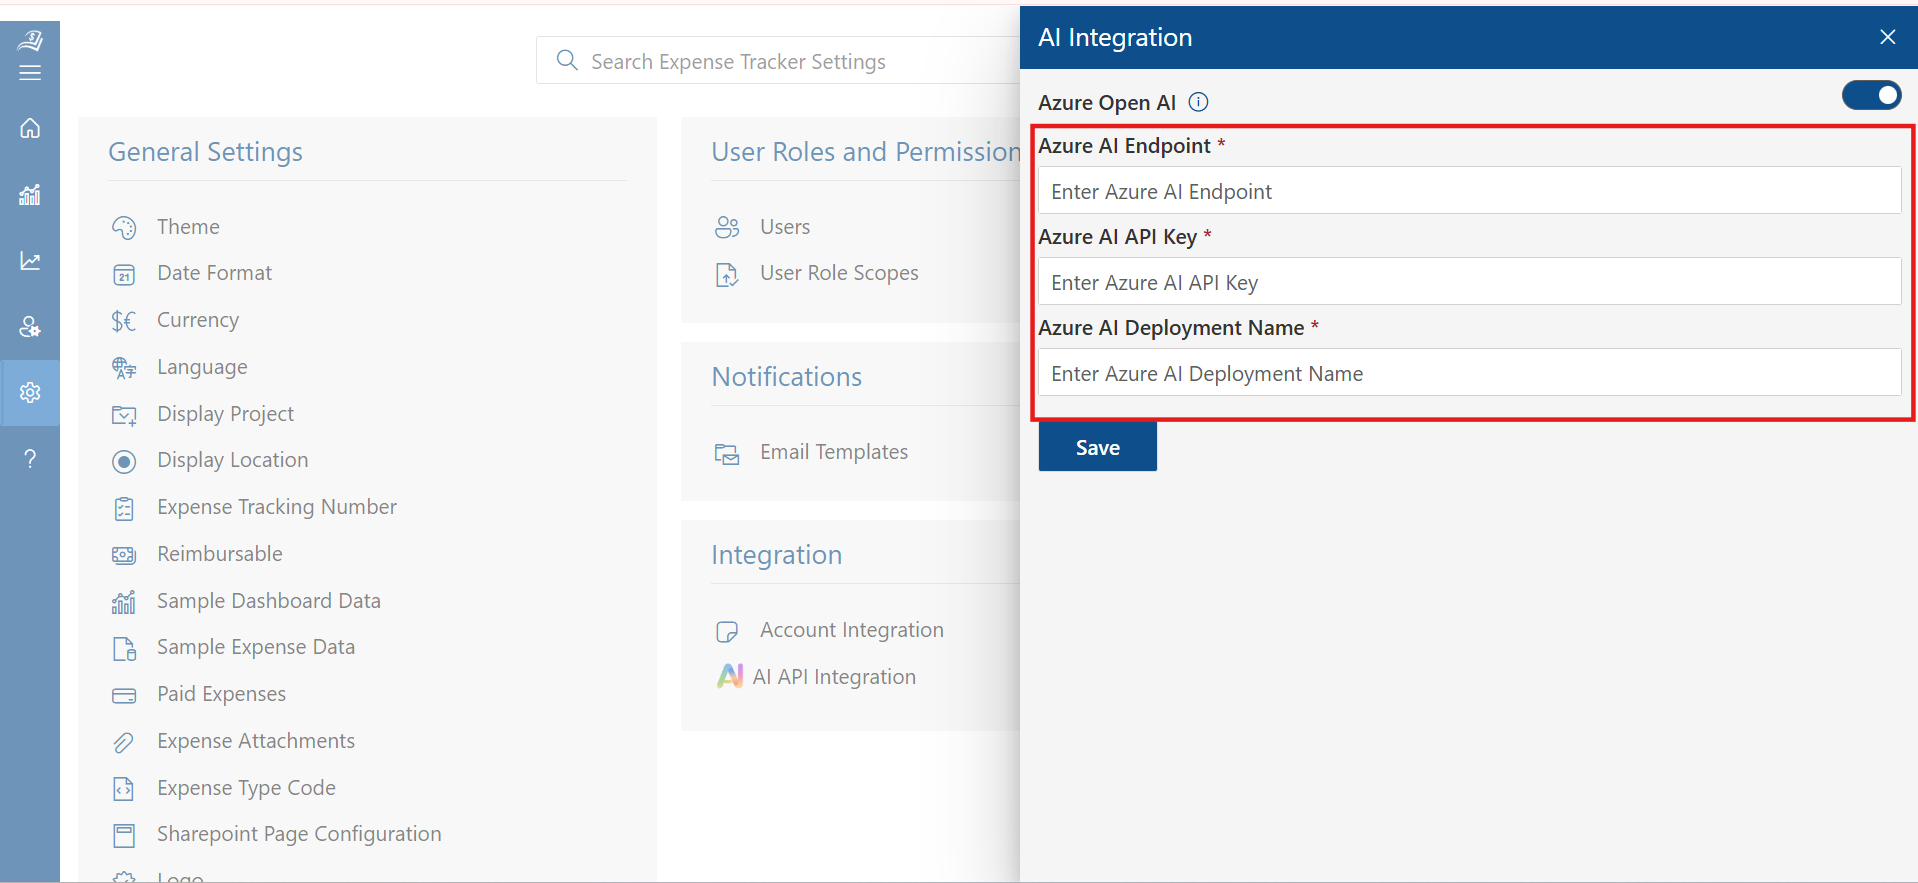 Search Expense Tracker Settings
General Settings
Theme
21
Date Format
Currency
Language
Display Project
Display Location
Expense Tracking Number
Reimbursable
Sample Dashboard Data
Sample Expense Data
Paid Expenses
Expense Attachments
Expense Type Code
Sharepoint Page Configuration
Logo
User Roles and Permission
Users
User Role Scopes
Notifications
Email Templates
Integration
Account Integration
AI AI API Integration
AI Integration
Azure Open AI
Azure AI Endpoint *
Enter Azure AI Endpoint
Azure AI API Key *
Enter Azure AI API Key
Azure AI Deployment Name *
Enter Azure AI Deployment Name
Save